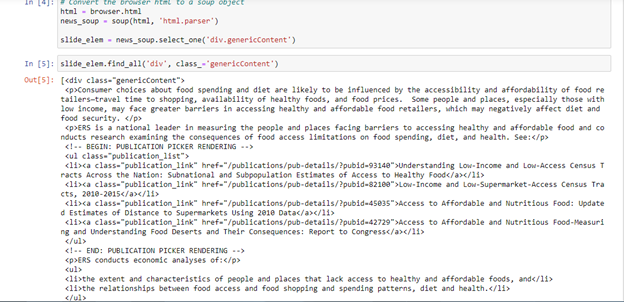 In [4]: # Convert the browser html to a soup object
html = browser.html
news_soup = soup(html, 'html.parser')
slide_elem = news_soup.select_one('div.genericContent')
In [5]: slide_elem.find_all('div', class_='genericContent')
Out[5]: [<div class="genericContent">
<p>Consumer choices about food spending and diet are likely to be influenced by the accessibility and affordability of food re
tailers—travel time to shopping, availability of healthy foods, and food prices.  Some people and places, especially those with
low income, may face greater barriers in accessing healthy and affordable food retailers, which may negatively affect diet and
food security. </p>
<p>ERS is a national leader in measuring the people and places facing barriers to accessing healthy and affordable food and co
nducts research examining the consequences of food access limitations on food spending, diet, and health. See:</p>
<!-- BEGIN: PUBLICATION PICKER RENDERING -->
<ul class="publication_list">
<li><a class="publication_link" href="/publications/pub-details/?pubid=93140">Understanding Low-Income and Low-Access Census T
racts Across the Nation: Subnational and Subpopulation Estimates of Access to Healthy Food</a></li>
<li><a class="publication_link" href="/publications/pub-details/?pubid=82100">Low-Income and Low-Supermarket-Access Census Tra
cts, 2010-2015</a></li>
<li><a class="publication_link" href="/publications/pub-details/?pubid=45035">Access to Affordable and Nutritious Food: Update
d Estimates of Distance to Supermarkets Using 2010 Data</a></li>
<li><a class="publication_link" href="/publications/pub-details/?pubid=42729">Access to Affordable and Nutritious Food-Measuri
ng and Understanding Food Deserts and Their Consequences: Report to Congress</a></li>
</ul>
<!-- END: PUBLICATION PICKER RENDERING -->
<p>ERS conducts economic analyses of:</p>
<ul>
<li>the extent and characteristics of people and places that lack access to healthy and affordable foods, and</li>
<li>the relationships between food access and food shopping and spending patterns, diet and health.</li>
</ul>